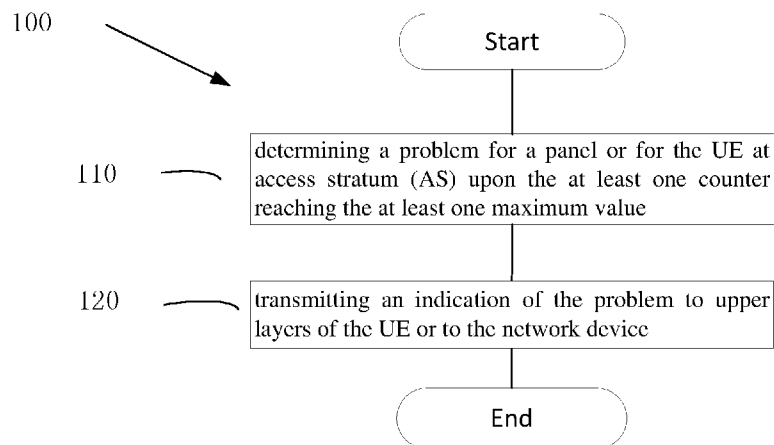 100
Start
110
determining a problem for a panel or for the UE at
access stratum (AS) upon the at least one counter
reaching the at least one maximum value
120
transmitting an indication of the problem to upper
layers of the UE or to the network device
End